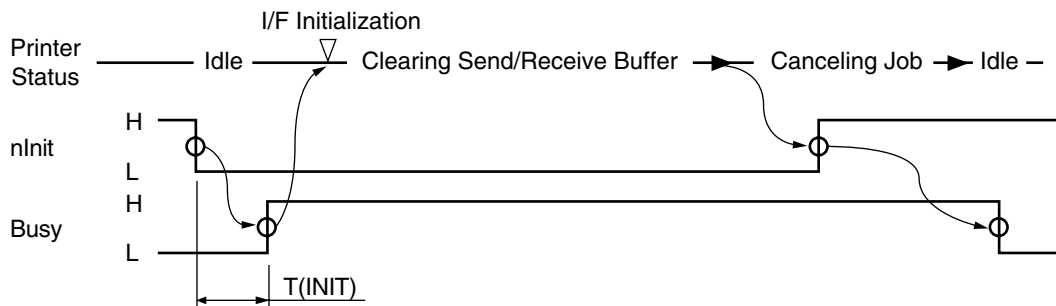 I/F Initialization
Printer Status Idle Clearing Send/Receive Buffer Canceling Job Idle
H
nInit
L
H
Busy
L
T(INIT)